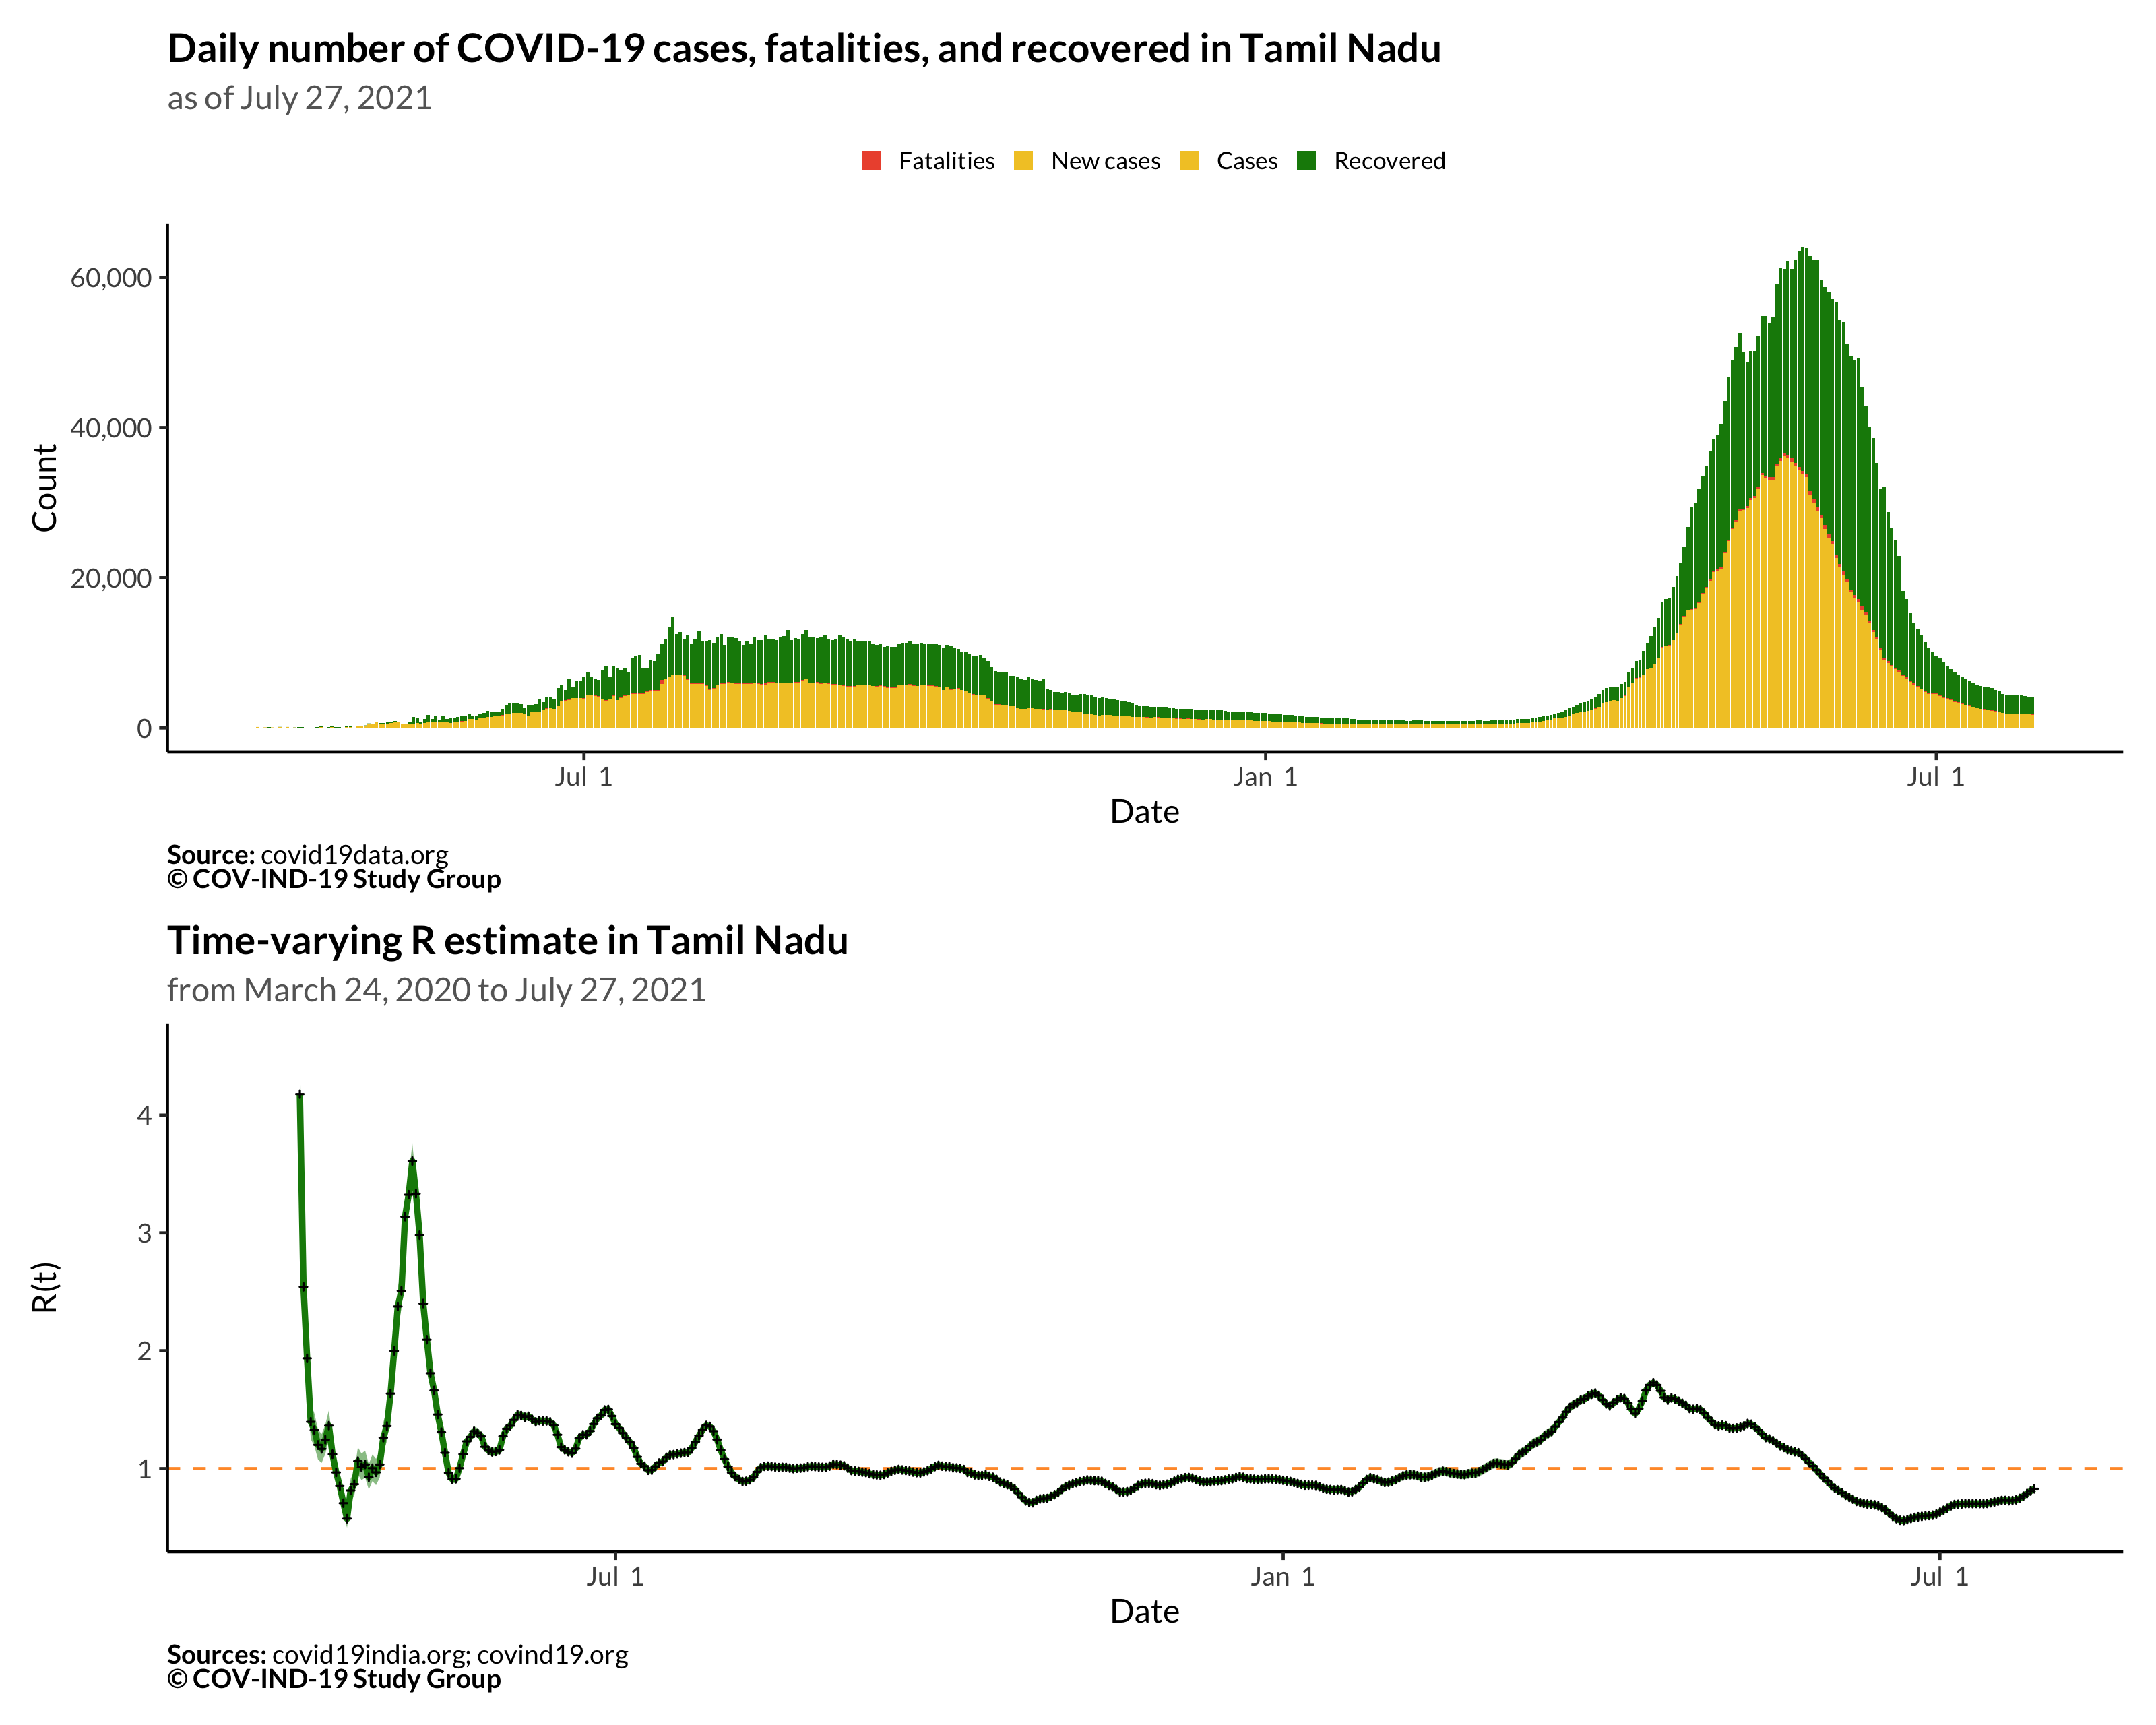 Daily number of COVID-19 cases, fatalities, and recovered in Tamil Nadu
as of July 27, 2021
Fatalities New cases Cases Recovered
60,000
40,000
20,000
0
Count
Jul 1 Jan 1 Jul 1
Date
Source: covid19data.org
© COV-IND-19 Study Group
Time-varying R estimate in Tamil Nadu
from March 24, 2020 to July 27, 2021
4
3
2
1
R(t)
Jul 1 Jan 1 Jul 1
Date
Sources: covid19india.org; covind19.org
© COV-IND-19 Study Group